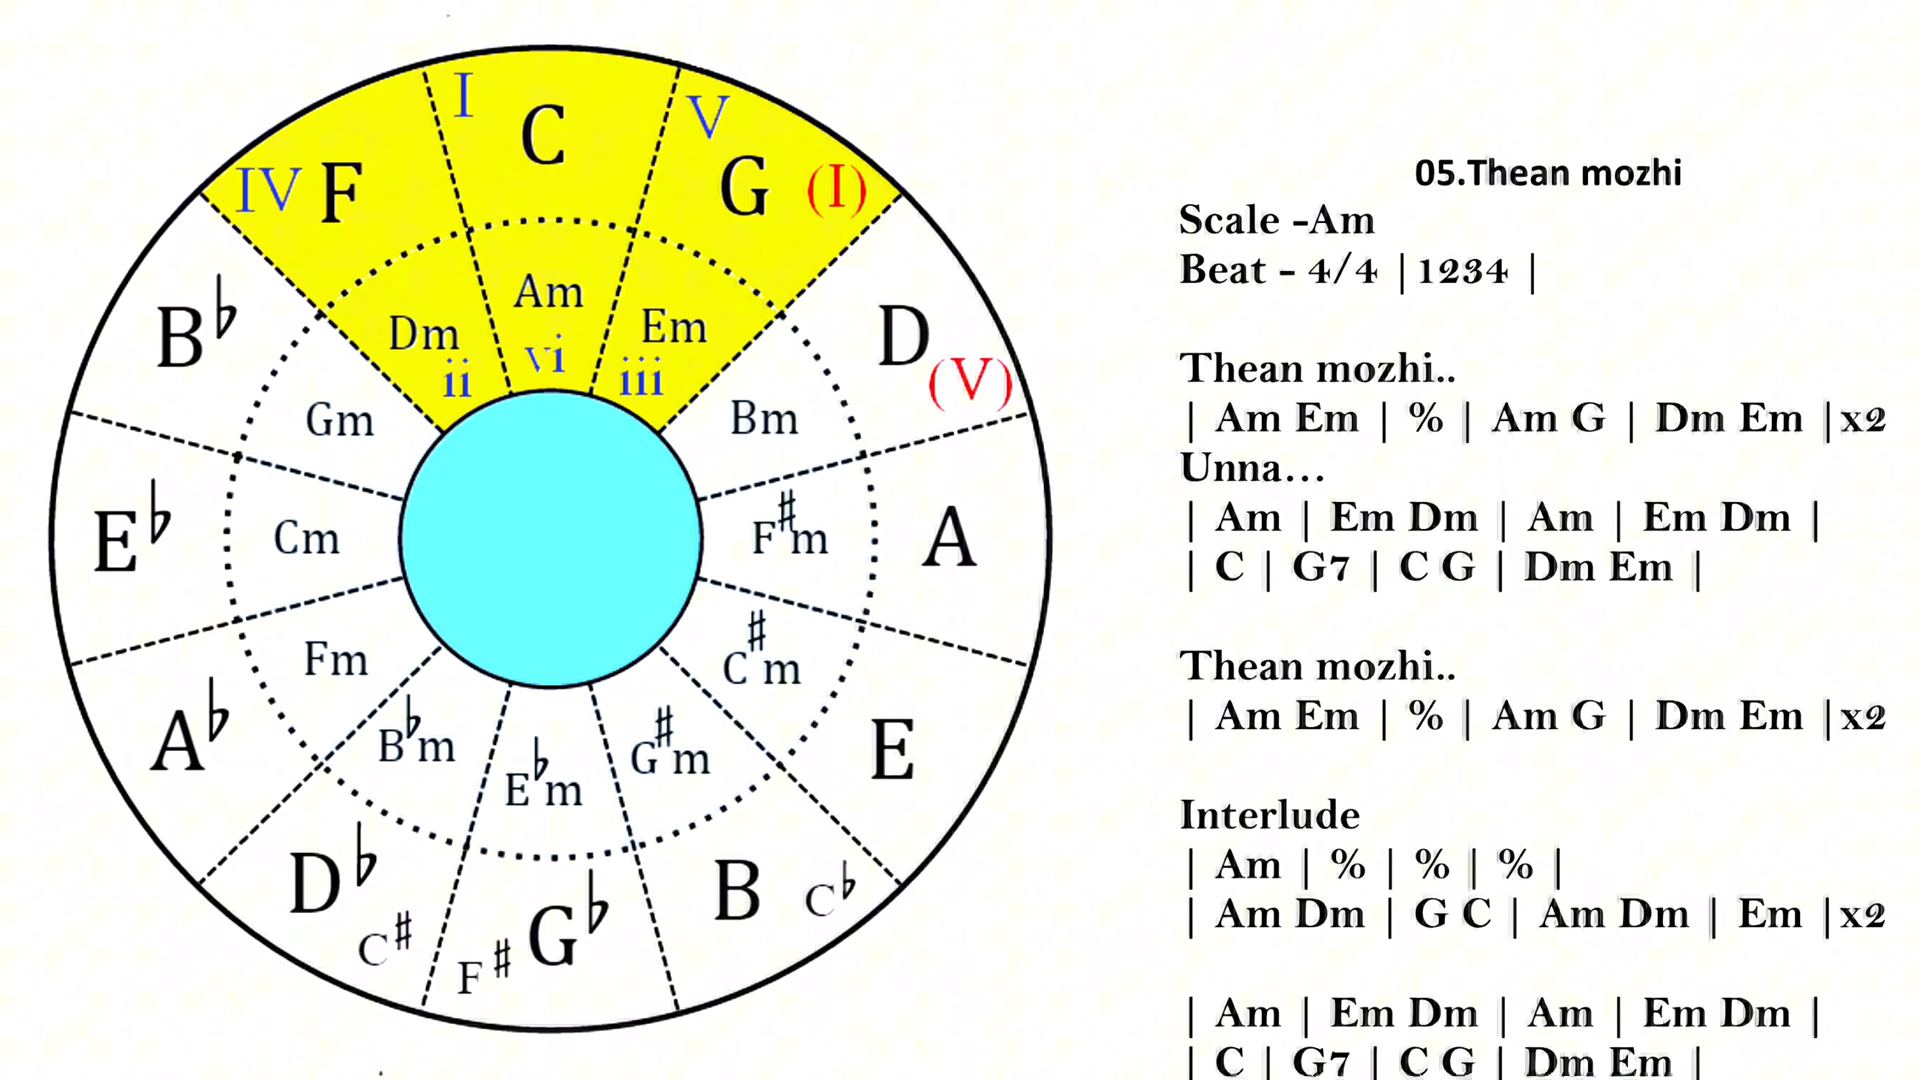 I
C
V
G (I)
IV F
Am
vi
Dm
ii
Em
iii
B♭
Gm
D
(V)
Bm
E♭
Cm
F#m
A
Fm
C#m
A♭
B♭m
E♭m
G#m
E
D♭
C#
F# G♭
B C♭
05.Thean mozhi
Scale -Am
Beat - 4/4 |1234 |
Thean mozhi..
| Am Em | % | Am G | Dm Em |x2
Unna...
| Am | Em Dm | Am | Em Dm |
| C | G7 | C G | Dm Em |
Thean mozhi..
| Am Em | % | Am G | Dm Em |x2
Interlude
| Am | % | % | % |
| Am Dm | G C | Am Dm | Em |x2
| Am | Em Dm | Am | Em Dm |
| C | G7 | C G | Dm Em |